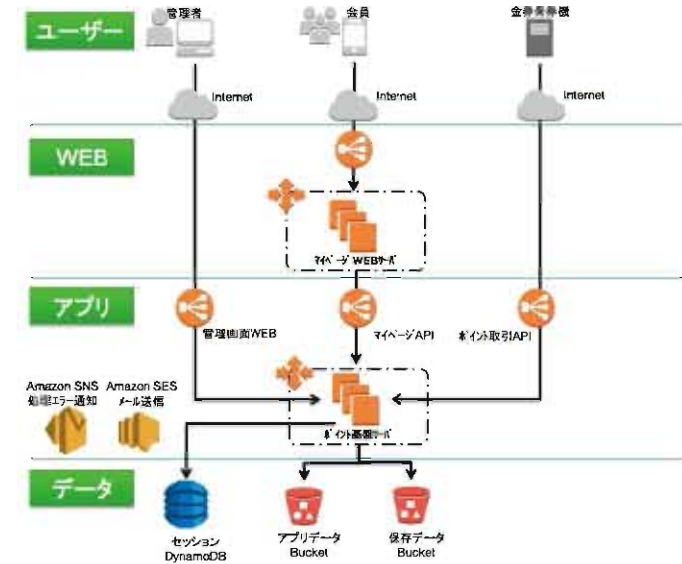 ユーザー
管理者
会員
Internet
Internet
Internet
WEB
マイページ WEBサーバ
アプリ
管理画面WEB
マイページAPI
ポイント取引API
Amazon SNS
処理エラー通知
Amazon SES
メール送信
ポイント基盤サーバ
データ
セッション
DynamoDB
アプリデータ
Bucket
保存データ
Bucket